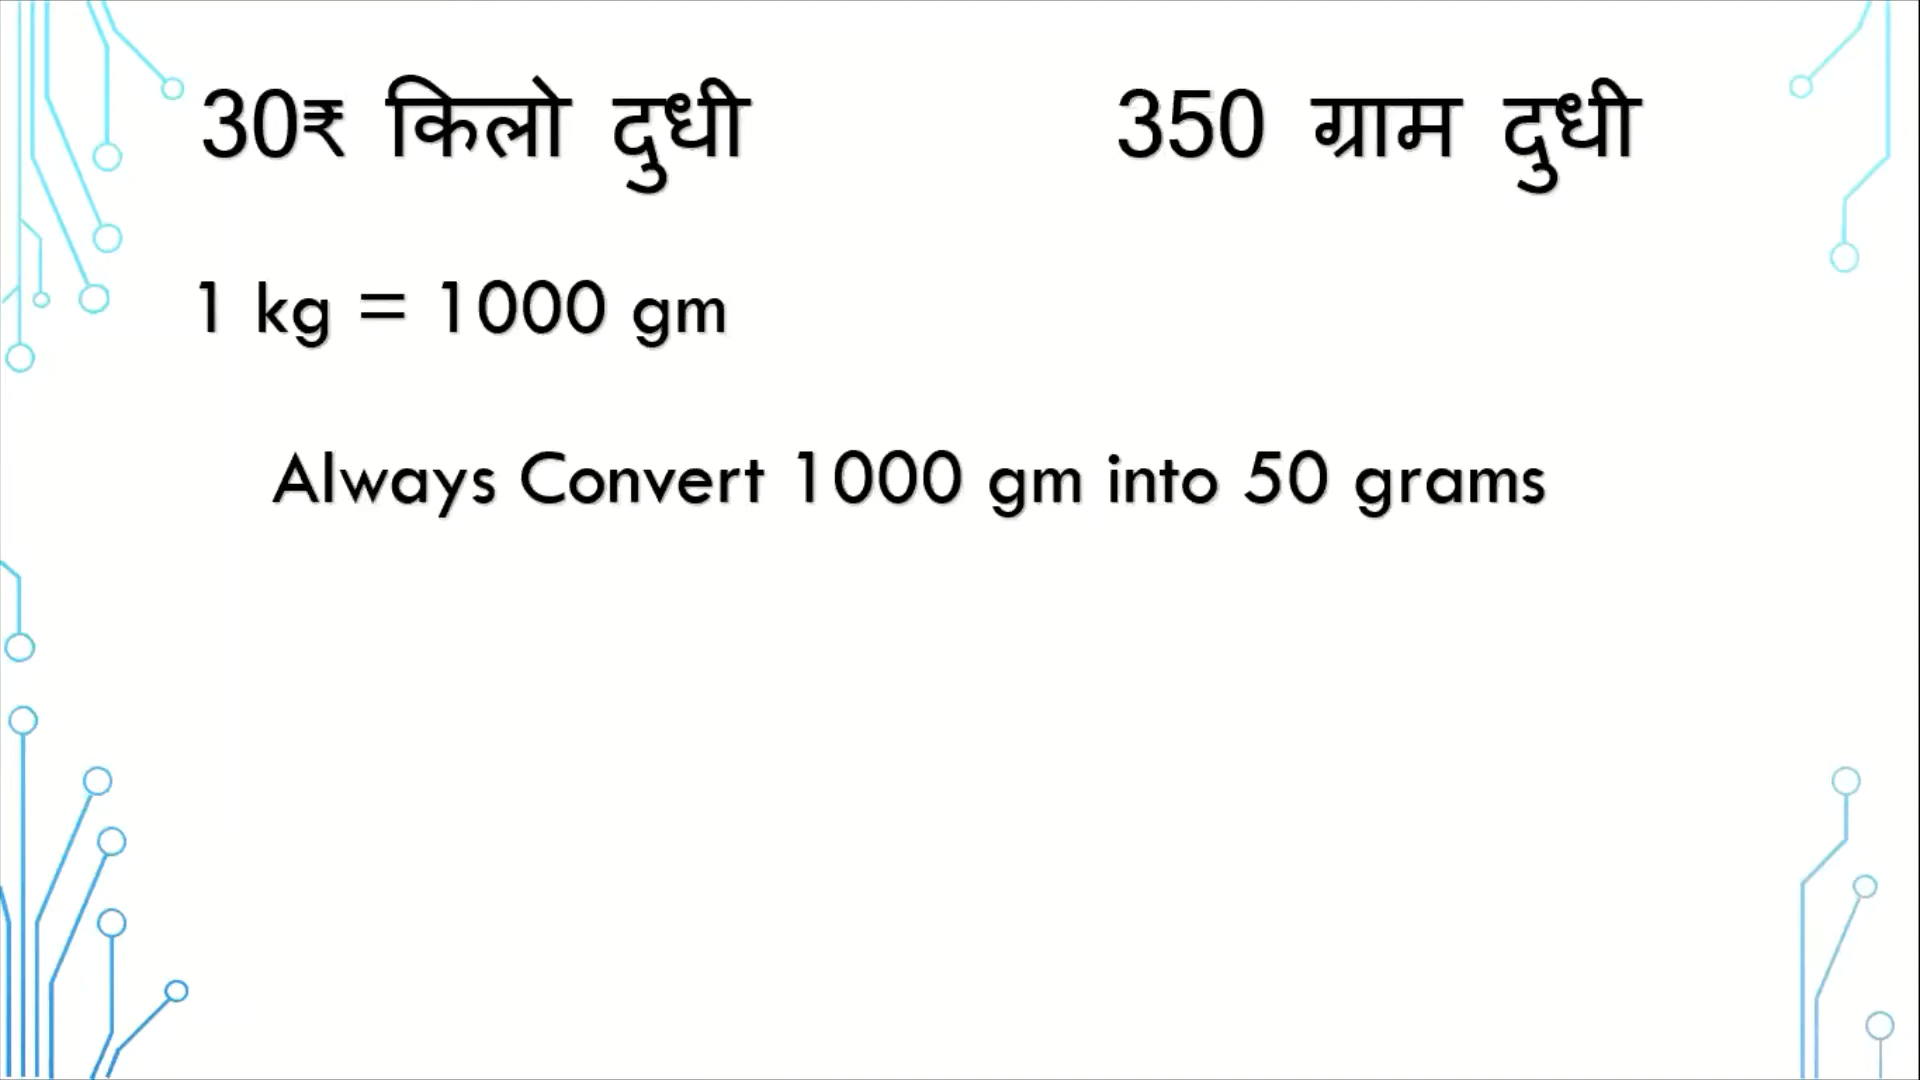 30₹ किलो दुधी
350 ग्राम दुधी
1 kg = 1000 gm
Always Convert 1000 gm into 50 grams